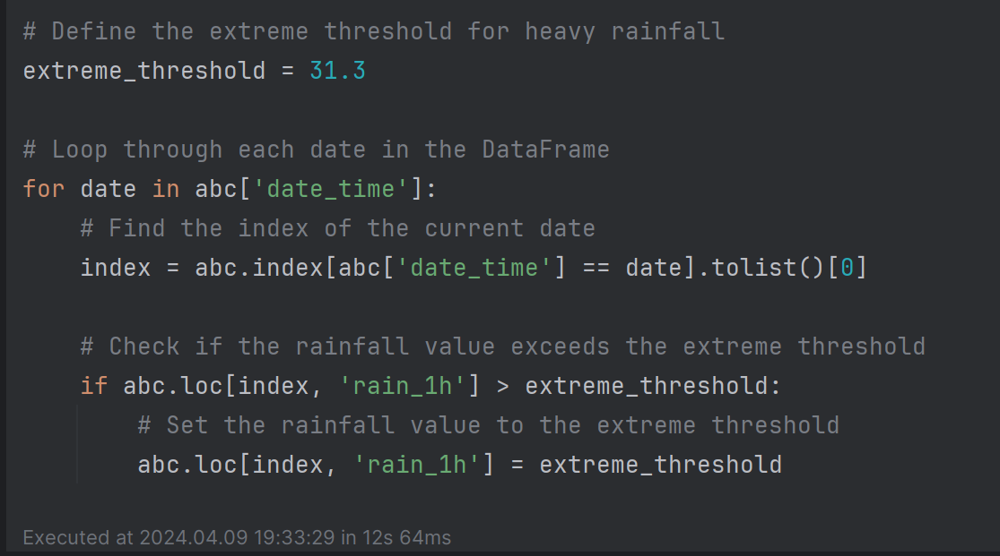 # Define the extreme threshold for heavy rainfall
extreme_threshold = 31.3
# Loop through each date in the DataFrame
for date in abc['date_time']:
    # Find the index of the current date
    index = abc.index[abc['date_time'] == date].tolist()[0]
    # Check if the rainfall value exceeds the extreme threshold
    if abc.loc[index, 'rain_1h'] > extreme_threshold:
        # Set the rainfall value to the extreme threshold
        abc.loc[index, 'rain_1h'] = extreme_threshold
Executed at 2024.04.09 19:33:29 in 12s 64ms